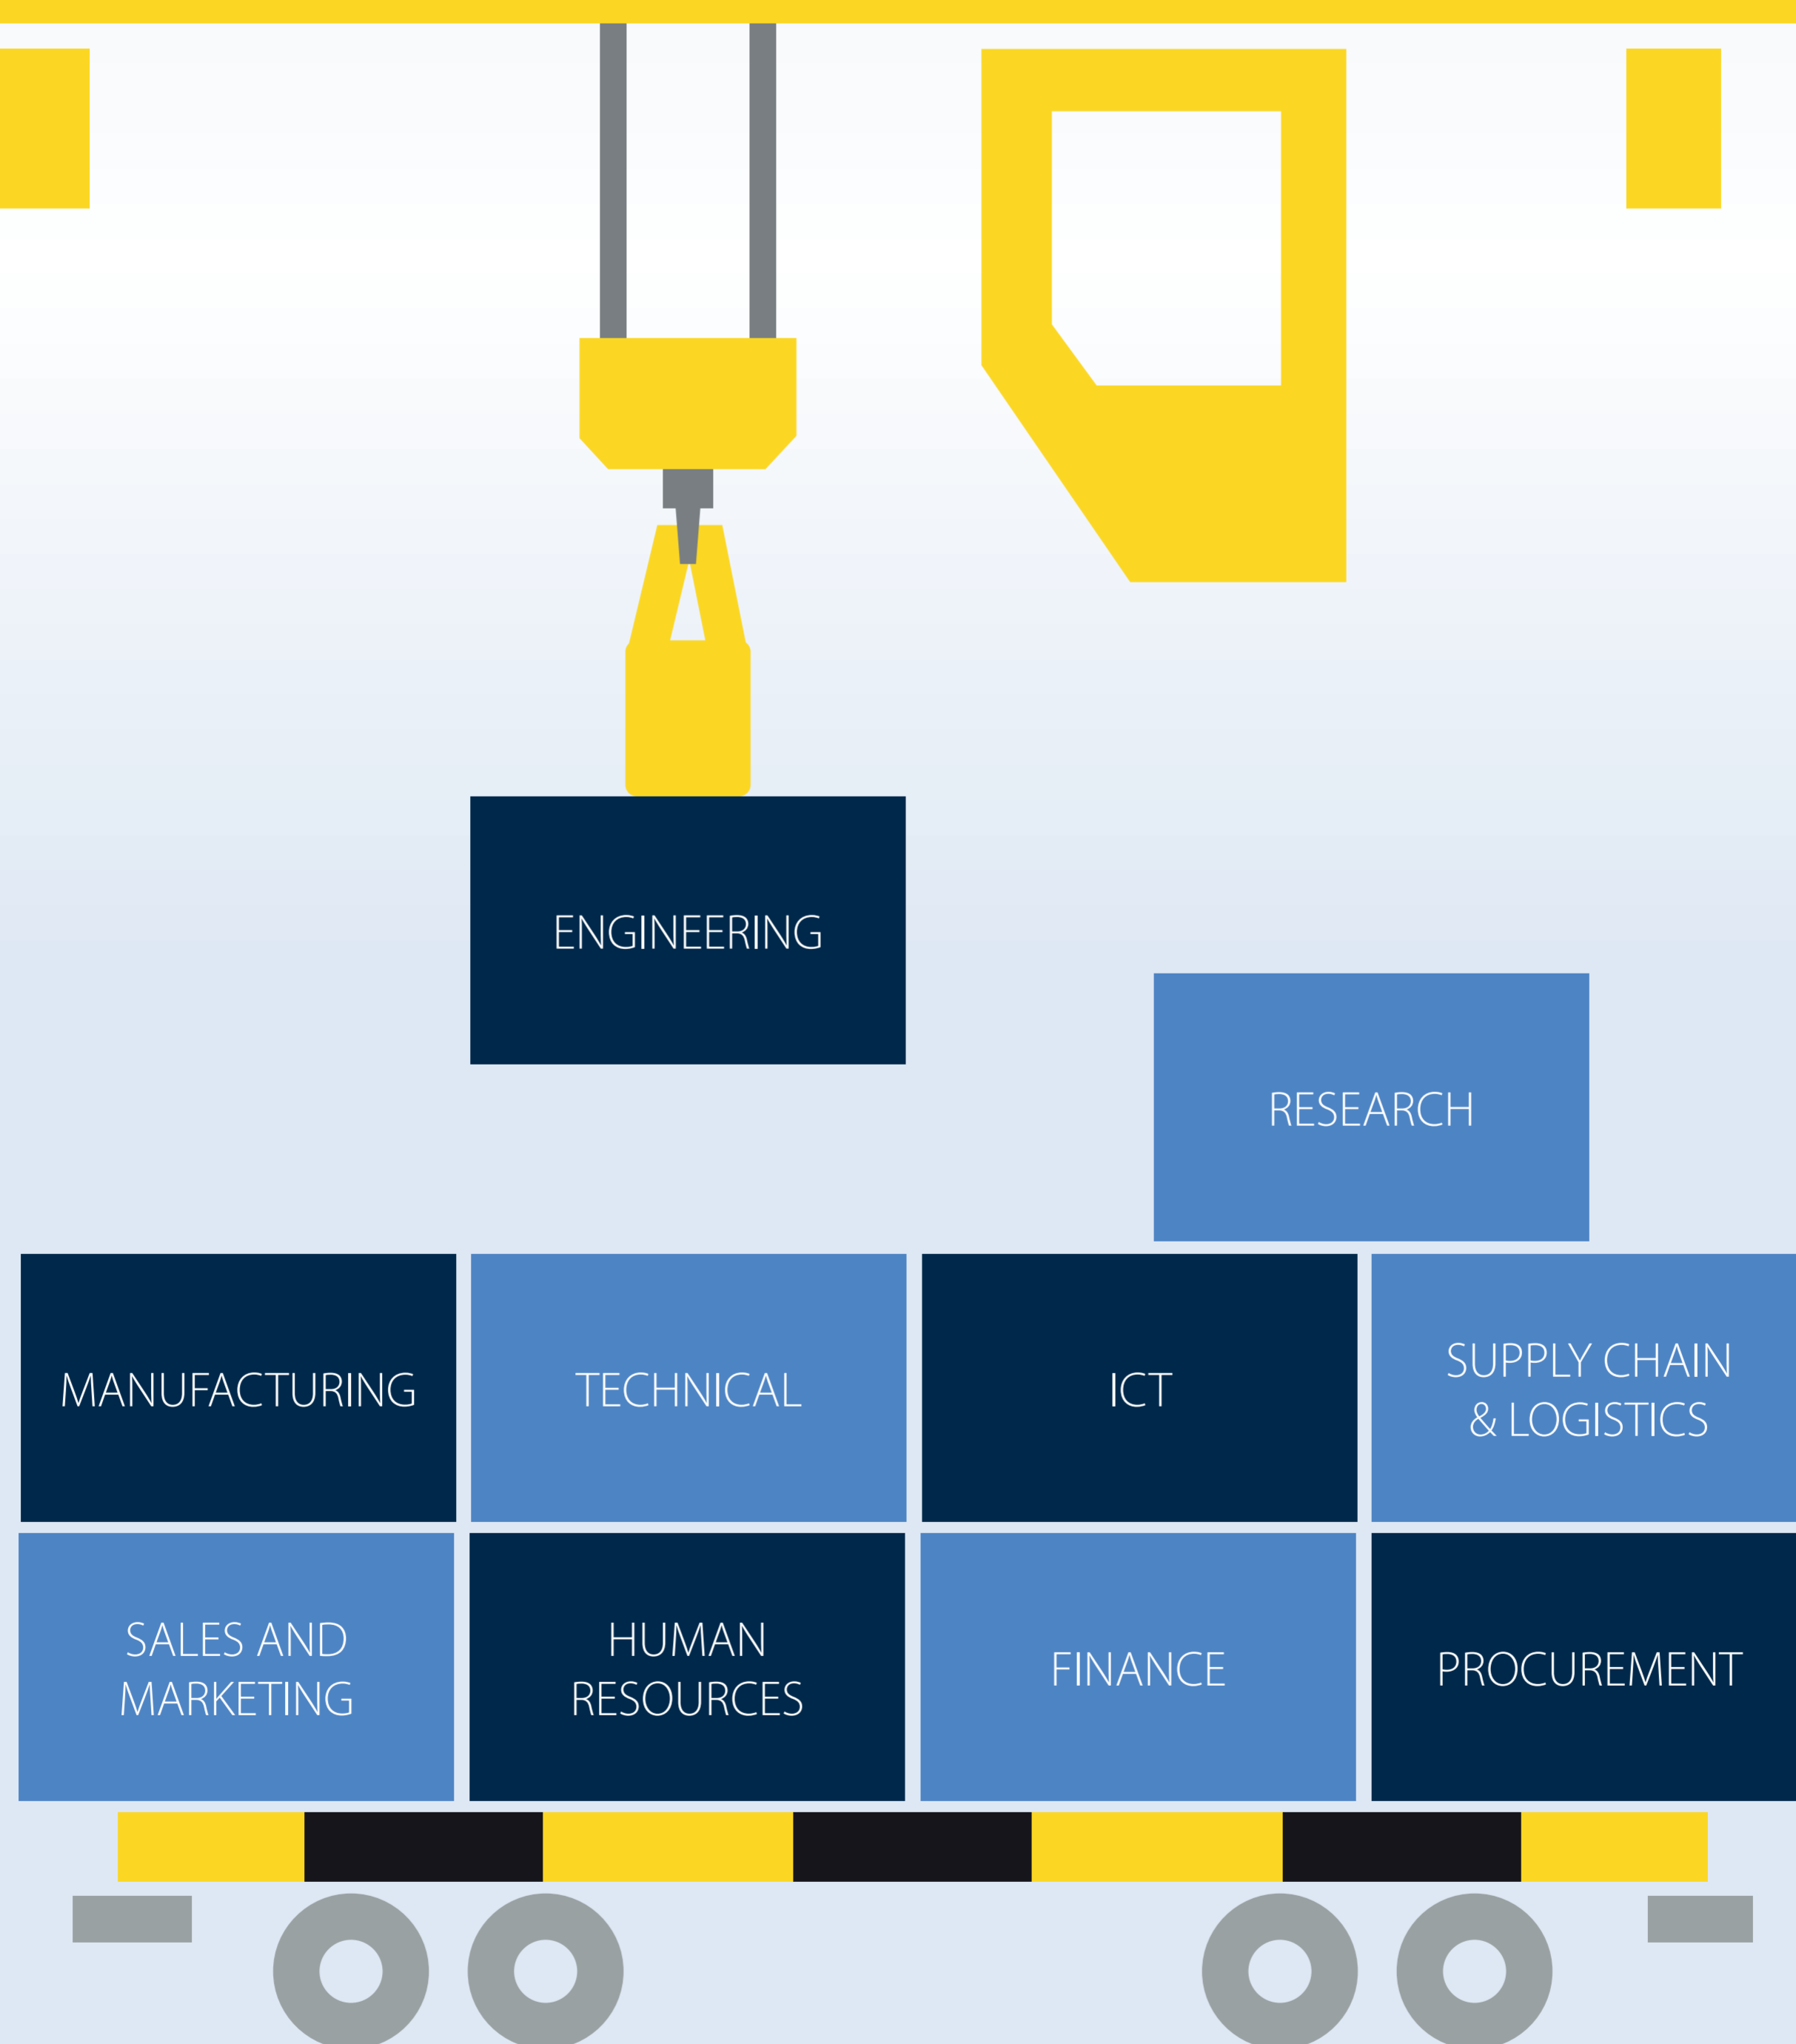 ENGINEERING
RESEARCH
MANUFACTURING
TECHNICAL
ICT
SUPPLY CHAIN
& LOGISTICS
SALES AND
MARKETING
HUMAN
RESOURCES
FINANCE
PROCUREMENT